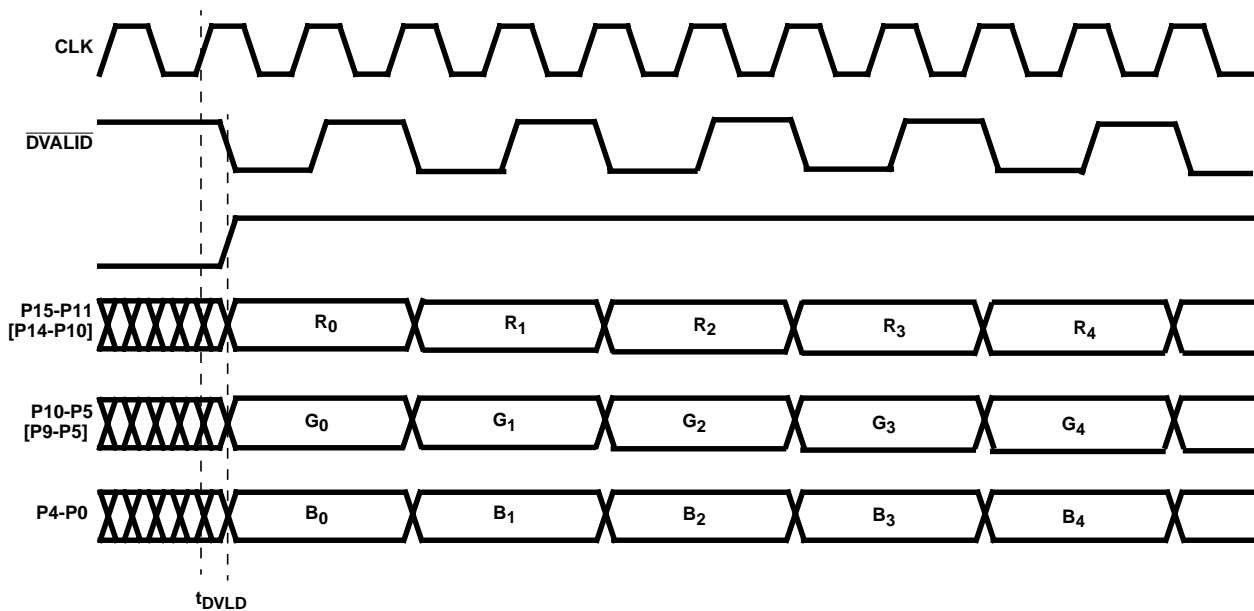 CLK
DVALID
P15-P11
[P14-P10]
R0 R1 R2 R3 R4
P10-P5
[P9-P5]
G0 G1 G2 G3 G4
P4-P0
B0 B1 B2 B3 B4
tDVLD